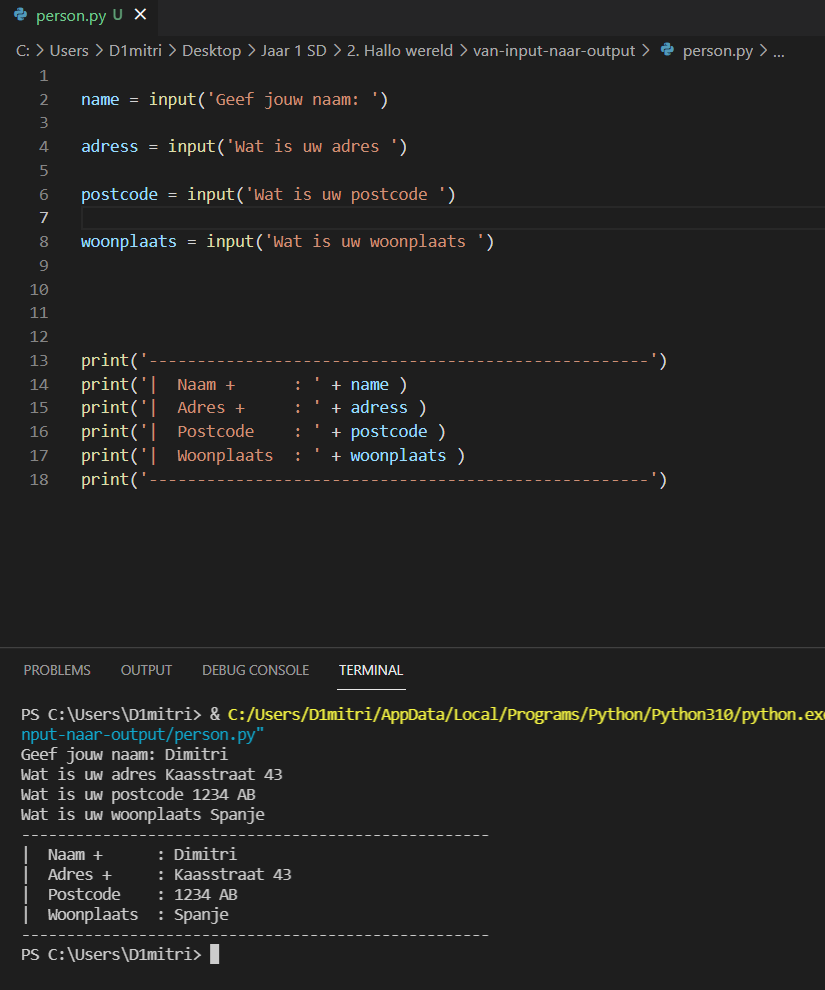 person.py U ×
C: > Users > D1mitri > Desktop > Jaar 1 SD > 2. Hallo wereld > van-input-naar-output > person.py > ...
1
2 name = input('Geef jouw naam: ')
3
4 adress = input('Wat is uw adres ')
5
6 postcode = input('Wat is uw postcode ')
7
8 woonplaats = input('Wat is uw woonplaats ')
9
10
11
12
13 print('----------------------------------------------------')
14 print('|  Naam +      : ' + name )
15 print('|  Adres +     : ' + adress )
16 print('|  Postcode    : ' + postcode )
17 print('|  Woonplaats  : ' + woonplaats )
18 print('----------------------------------------------------')
PROBLEMS OUTPUT DEBUG CONSOLE TERMINAL
PS C:\Users\D1mitri> & C:/Users/D1mitri/AppData/Local/Programs/Python/Python310/python.exe
nput-naar-output/person.py"
Geef jouw naam: Dimitri
Wat is uw adres Kaasstraat 43
Wat is uw postcode 1234 AB
Wat is uw woonplaats Spanje
----------------------------------------------------
|  Naam +      : Dimitri
|  Adres +     : Kaasstraat 43
|  Postcode    : 1234 AB
|  Woonplaats  : Spanje
----------------------------------------------------
PS C:\Users\D1mitri>